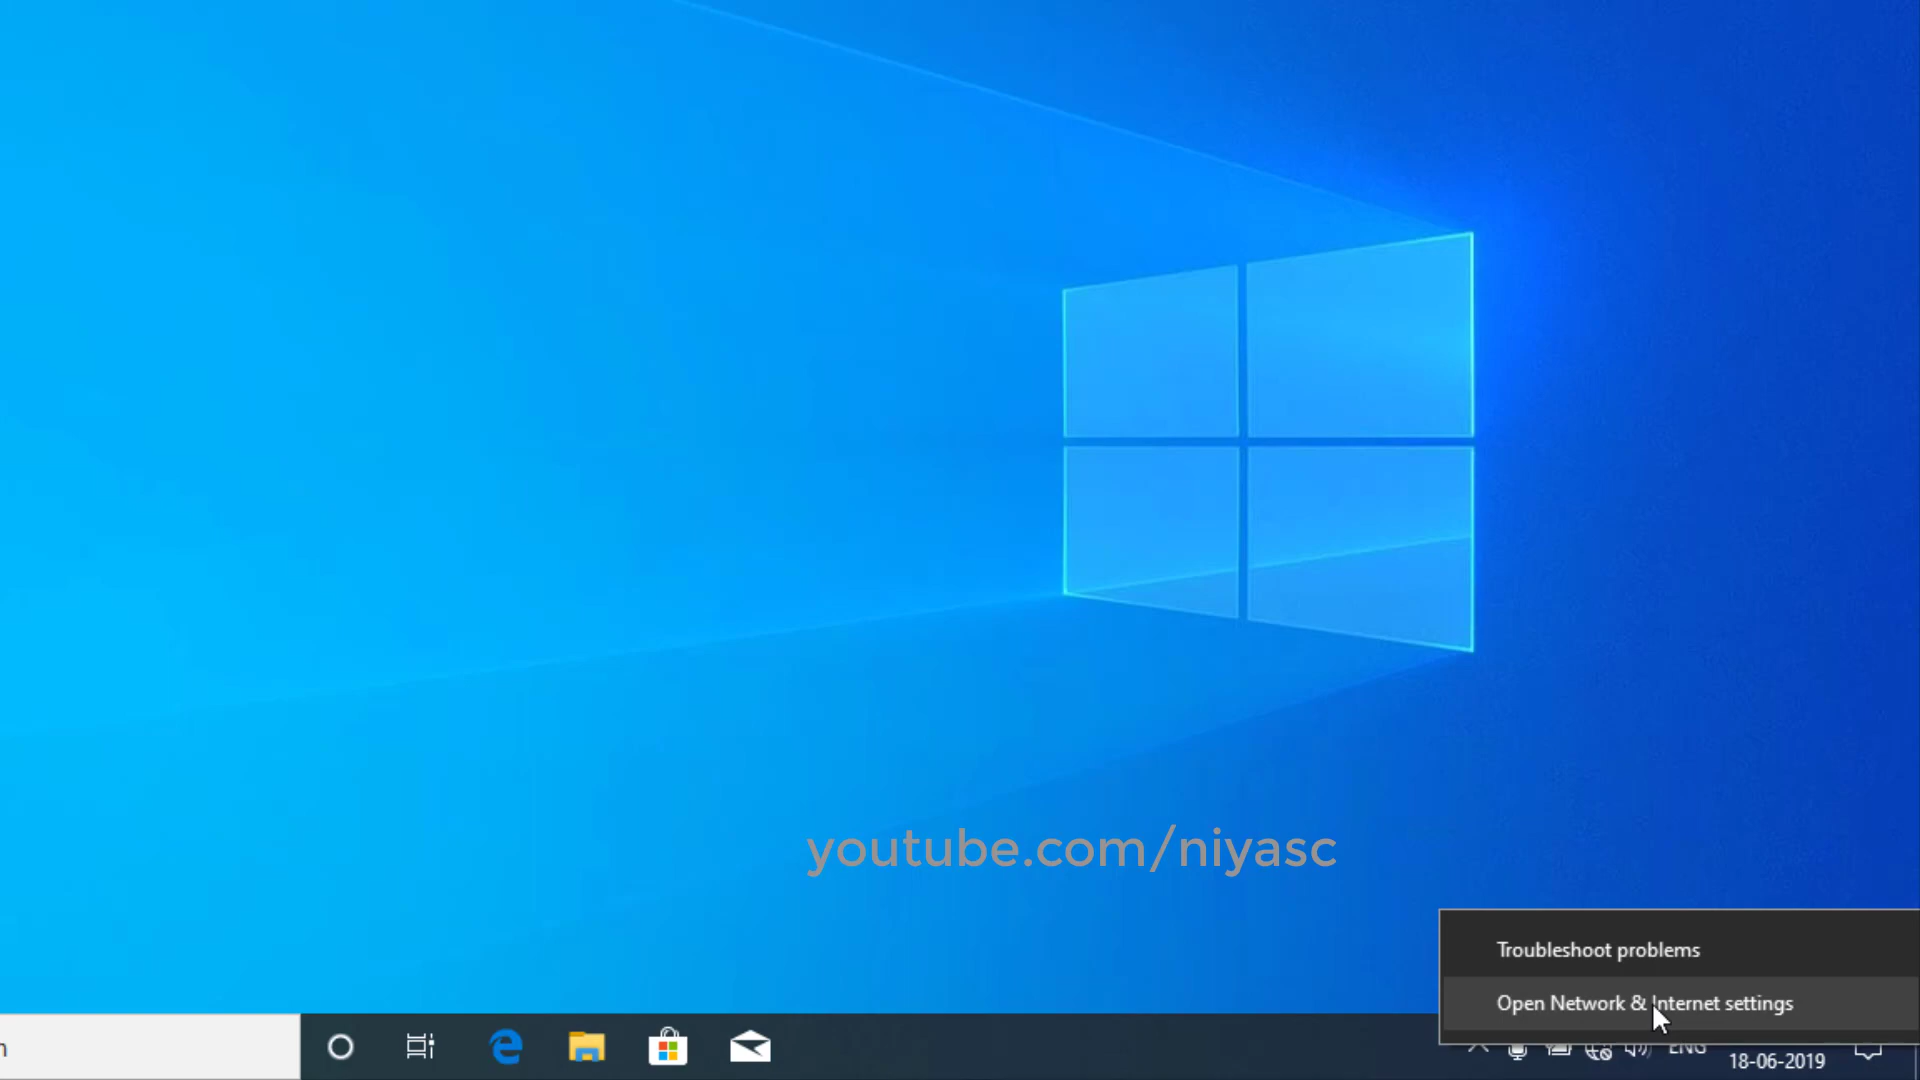 youtube.com/niyasc
Troubleshoot problems
Open Network & Internet settings
ENG
18-06-2019